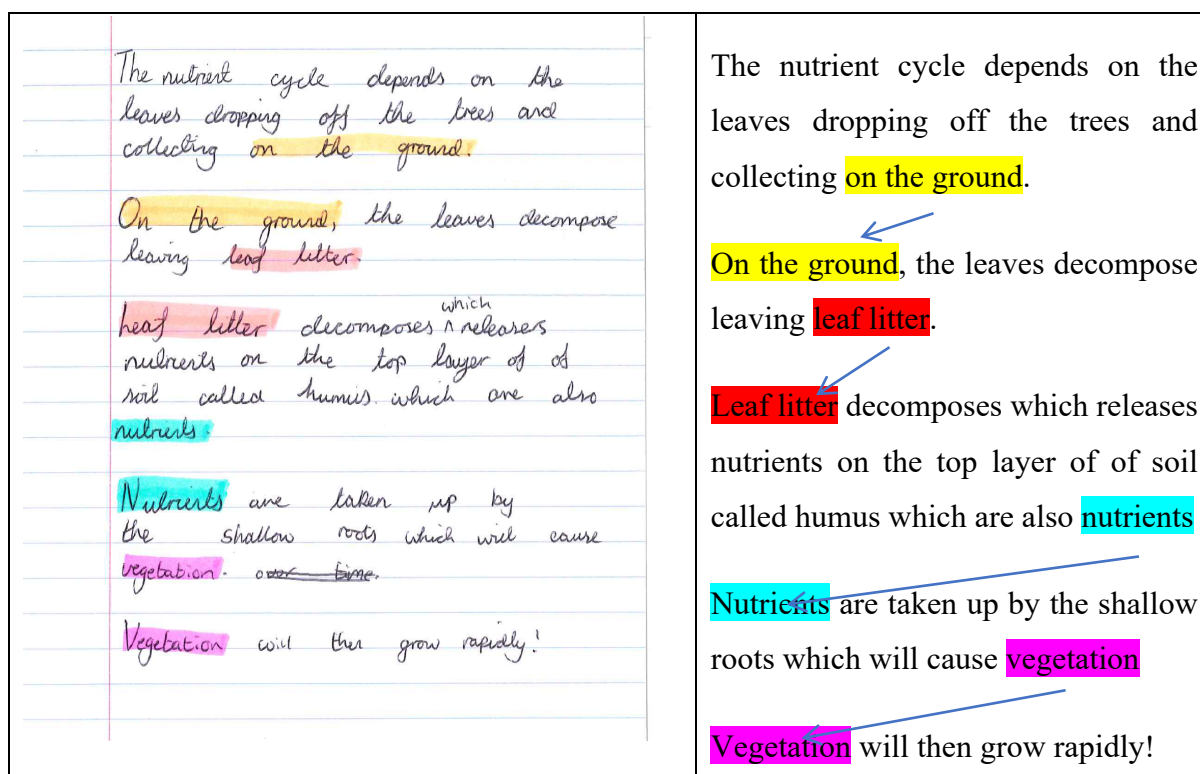 The nutrient cycle depends on the
leaves dropping off the trees and
collecting on the ground.
On the ground, the leaves decompose
leaving leaf litter.
Leaf litter decomposes ^ which releasers
nutrients on the top layer of of
soil called humus which are also
nutrients.
Nutrients are taken up by
the shallow roots which will cause
vegetation. over time.
Vegetation will then grow rapidly!
The nutrient cycle depends on the
leaves dropping off the trees and
collecting on the ground.
On the ground, the leaves decompose
leaving leaf litter.
Leaf litter decomposes which releases
nutrients on the top layer of of soil
called humus which are also nutrients
Nutrients are taken up by the shallow
roots which will cause vegetation
Vegetation will then grow rapidly!